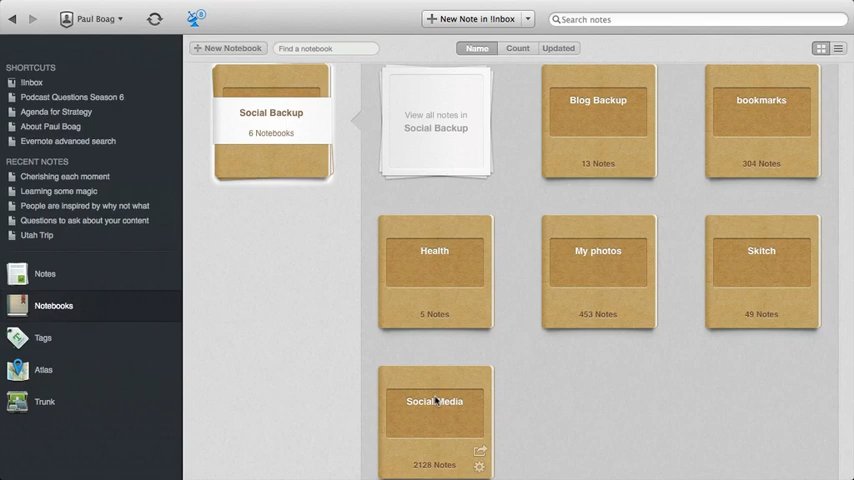 Paul Boag
New Note in !Inbox
Search notes
New Notebook
Find a notebook
Name
Count
Updated
SHORTCUTS
!Inbox
Podcast Questions Season 6
Agenda for Strategy
About Paul Boag
Evernote advanced search
RECENT NOTES
Cherishing each moment
Learning some magic
People are inspired by why not what
Questions to ask about your content
Utah Trip
Notes
Notebooks
Tags
Atlas
Trunk
Social Backup
6 Notebooks
View all notes in
Social Backup
Blog Backup
13 Notes
bookmarks
304 Notes
Health
5 Notes
My photos
453 Notes
Skitch
49 Notes
Social Media
2128 Notes